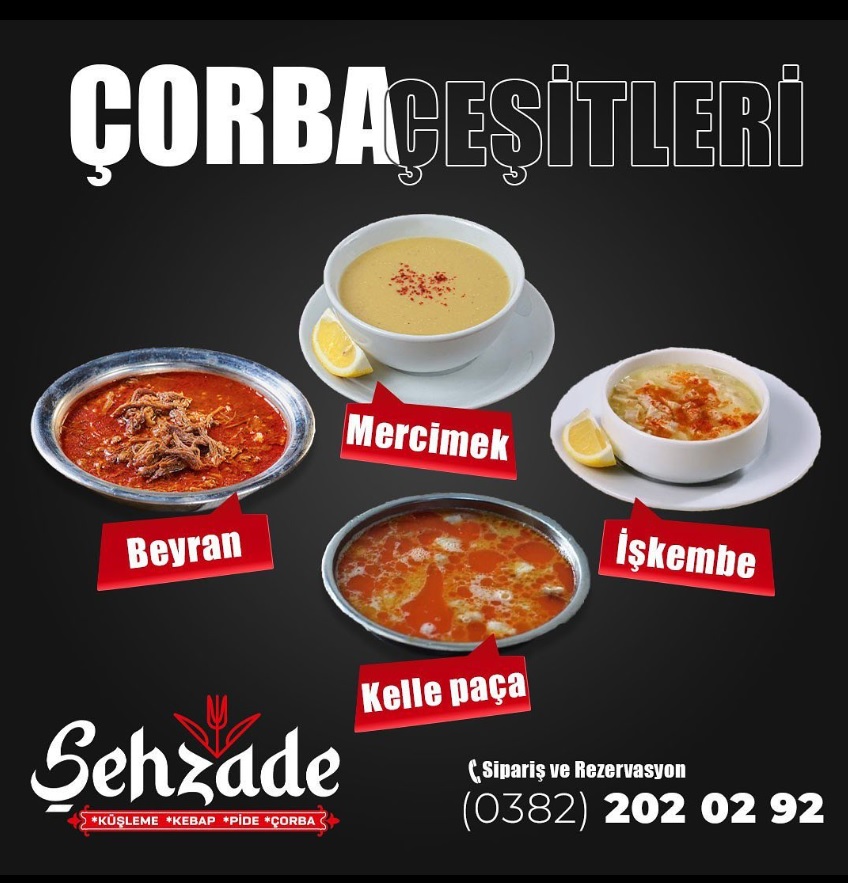 ÇORBA ÇEŞİTLERİ
Mercimek
Beyran
İşkembe
Kelle paça
Şehzade
*KÜŞLEME *KEBAP *PİDE *ÇORBA
Sipariş ve Rezervasyon
(0382) 202 02 92